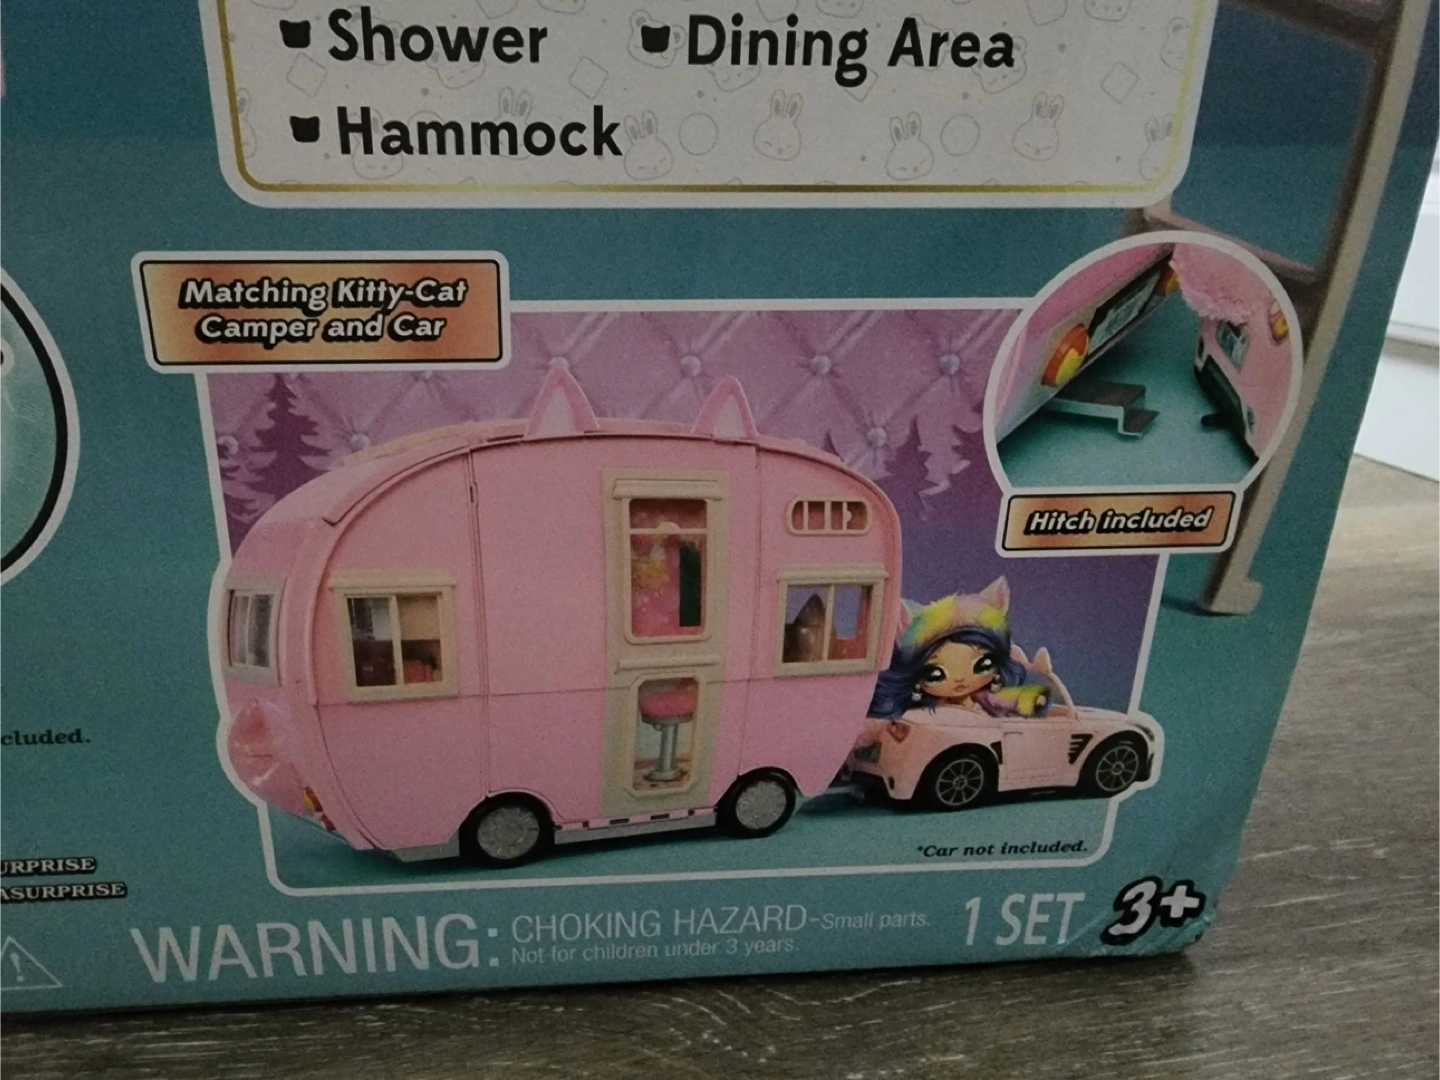 Shower
Dining Area
Hammock
Matching Kitty-Cat
Camper and Car
Hitch included
cluded.
*Car not included.
URPRISE
ASURPRISE
WARNING: CHOKING HAZARD-Small parts.
Not for children under 3 years.
1 SET 3+